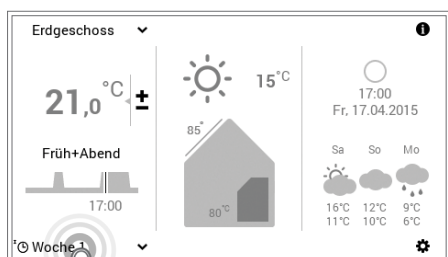 Erdgeschoss
21,0°C
±
Früh+Abend
17:00
Woche 1
15°C
85°
80°C
17:00
Fr, 17.04.2015
Sa So Mo
16°C 12°C 9°C
11°C 10°C 6°C